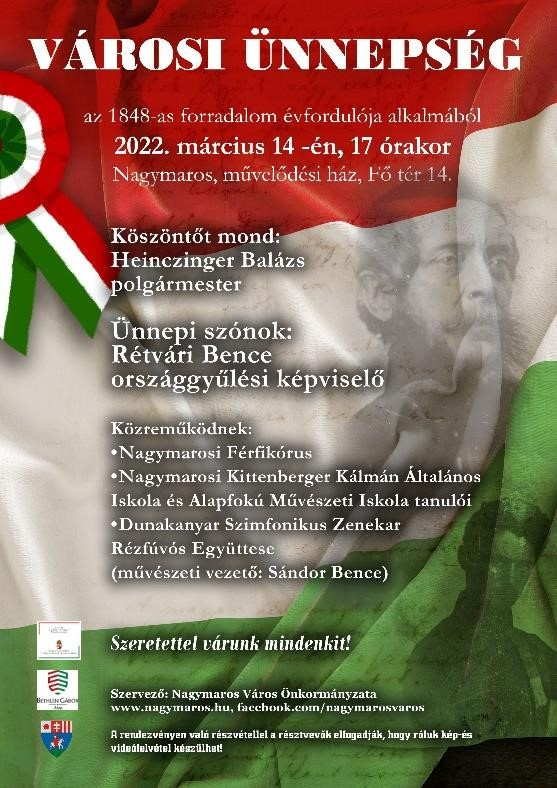 VÁROSI ÜNNEPSÉG
az 1848-as forradalom évfordulója alkalmából
2022. március 14 -én, 17 órakor
Nagymaros, művelődési ház, Fő tér 14.
Köszöntőt mond:
Heinczinger Balázs
polgármester
Ünnepi szónok:
Rétvári Bence
országgyűlési képviselő
Közreműködnek:
•Nagymarosi Férfikórus
•Nagymarosi Kittenberger Kálmán Általános
Iskola és Alapfokú Művészeti Iskola tanulói
•Dunakanyar Szimfonikus Zenekar
Rézfúvós Együttese
(művészeti vezető: Sándor Bence)
Szeretettel várunk mindenkit!
BETHLEN GÁBOR
Alap
Szervező: Nagymaros Város Önkormányzata
www.nagymaros.hu, facebook.com/nagymarosvaros
A rendezvényen való részvétellel a résztvevők elfogadják, hogy róluk kép-és
videófelvétel készülhet!